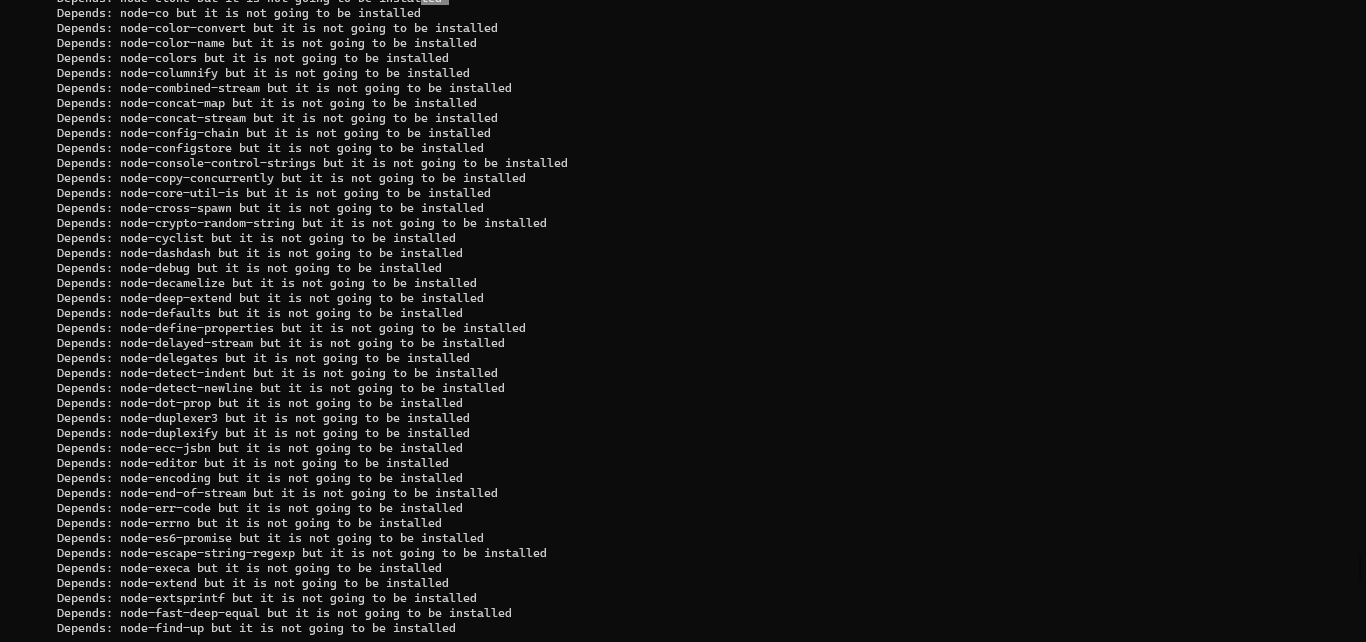 Depends: node-clone but it is not going to be installed
Depends: node-co but it is not going to be installed
Depends: node-color-convert but it is not going to be installed
Depends: node-color-name but it is not going to be installed
Depends: node-colors but it is not going to be installed
Depends: node-columnify but it is not going to be installed
Depends: node-combined-stream but it is not going to be installed
Depends: node-concat-map but it is not going to be installed
Depends: node-concat-stream but it is not going to be installed
Depends: node-config-chain but it is not going to be installed
Depends: node-configstore but it is not going to be installed
Depends: node-console-control-strings but it is not going to be installed
Depends: node-copy-concurrently but it is not going to be installed
Depends: node-core-util-is but it is not going to be installed
Depends: node-cross-spawn but it is not going to be installed
Depends: node-crypto-random-string but it is not going to be installed
Depends: node-cyclist but it is not going to be installed
Depends: node-dashdash but it is not going to be installed
Depends: node-debug but it is not going to be installed
Depends: node-decamelize but it is not going to be installed
Depends: node-deep-extend but it is not going to be installed
Depends: node-defaults but it is not going to be installed
Depends: node-define-properties but it is not going to be installed
Depends: node-delayed-stream but it is not going to be installed
Depends: node-delegates but it is not going to be installed
Depends: node-detect-indent but it is not going to be installed
Depends: node-detect-newline but it is not going to be installed
Depends: node-dot-prop but it is not going to be installed
Depends: node-duplexer3 but it is not going to be installed
Depends: node-duplexify but it is not going to be installed
Depends: node-ecc-jsbn but it is not going to be installed
Depends: node-editor but it is not going to be installed
Depends: node-encoding but it is not going to be installed
Depends: node-end-of-stream but it is not going to be installed
Depends: node-err-code but it is not going to be installed
Depends: node-errno but it is not going to be installed
Depends: node-es6-promise but it is not going to be installed
Depends: node-escape-string-regexp but it is not going to be installed
Depends: node-execa but it is not going to be installed
Depends: node-extend but it is not going to be installed
Depends: node-extsprintf but it is not going to be installed
Depends: node-fast-deep-equal but it is not going to be installed
Depends: node-find-up but it is not going to be installed